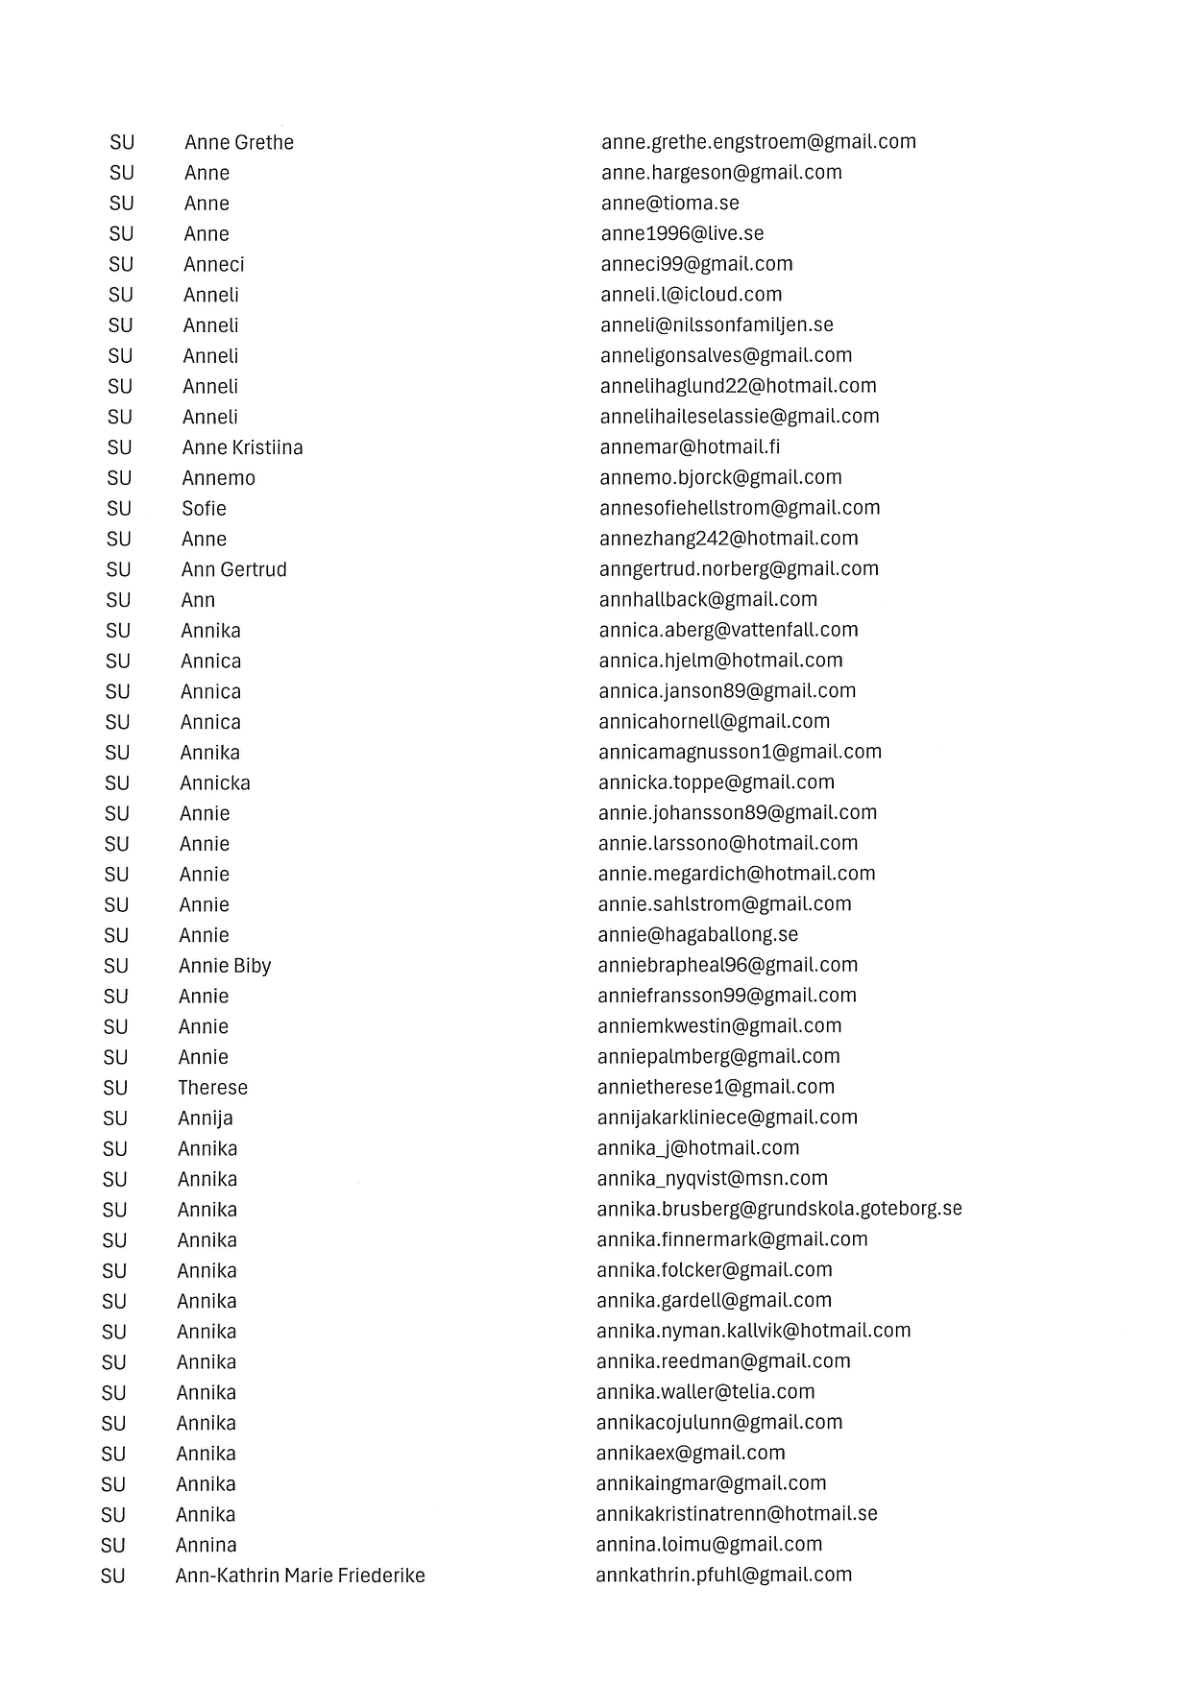 SU Anne Grethe anne.grethe.engstroem@gmail.com
SU Anne anne.hargeson@gmail.com
SU Anne anne@tioma.se
SU Anne anne1996@live.se
SU Anneci anneci99@gmail.com
SU Anneli anneli.l@icloud.com
SU Anneli anneli@nilssonfamiljen.se
SU Anneli anneligonsalves@gmail.com
SU Anneli annelihaglund22@hotmail.com
SU Anneli annelihaileselassie@gmail.com
SU Anne Kristiina annemar@hotmail.fi
SU Annemo annemo.bjorck@gmail.com
SU Sofie annesofiehellstrom@gmail.com
SU Anne annezhang242@hotmail.com
SU Ann Gertrud anngertrud.norberg@gmail.com
SU Ann annhallback@gmail.com
SU Annika annica.aberg@vattenfall.com
SU Annica annica.hjelm@hotmail.com
SU Annica annica.janson89@gmail.com
SU Annica annicahornell@gmail.com
SU Annika annicamagnusson1@gmail.com
SU Annicka annicka.toppe@gmail.com
SU Annie annie.johansson89@gmail.com
SU Annie annie.larssono@hotmail.com
SU Annie annie.megardich@hotmail.com
SU Annie annie.sahlstrom@gmail.com
SU Annie annie@hagaballong.se
SU Annie Biby anniebrapheal96@gmail.com
SU Annie anniefransson99@gmail.com
SU Annie anniemkwestin@gmail.com
SU Annie anniepalmberg@gmail.com
SU Therese annietherese1@gmail.com
SU Annija annijakarkliniece@gmail.com
SU Annika annika_j@hotmail.com
SU Annika annika_nyqvist@msn.com
SU Annika annika.brusberg@grundskola.goteborg.se
SU Annika annika.finnermark@gmail.com
SU Annika annika.folcker@gmail.com
SU Annika annika.gardell@gmail.com
SU Annika annika.nyman.kallvik@hotmail.com
SU Annika annika.reedman@gmail.com
SU Annika annika.waller@telia.com
SU Annika annikacojulunn@gmail.com
SU Annika annikaex@gmail.com
SU Annika annikaingmar@gmail.com
SU Annika annikakristinatrenn@hotmail.se
SU Annina annina.loimu@gmail.com
SU Ann-Kathrin Marie Friederike annkathrin.pfuhl@gmail.com